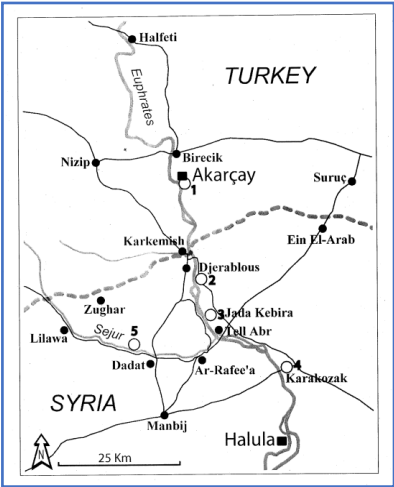 Halfeti
Euphrates
TURKEY
Birecik
Nizip
Akarçay
1
Suruç
Karkemish
Ein El-Arab
Djerablous
2
Zughar
3
Jada Kebira
Lilawa
Sejur
5
Tell Abr
Dadat
Ar-Rafee'a
4
Karakozak
SYRIA
Manbij
Halula
N
25 Km